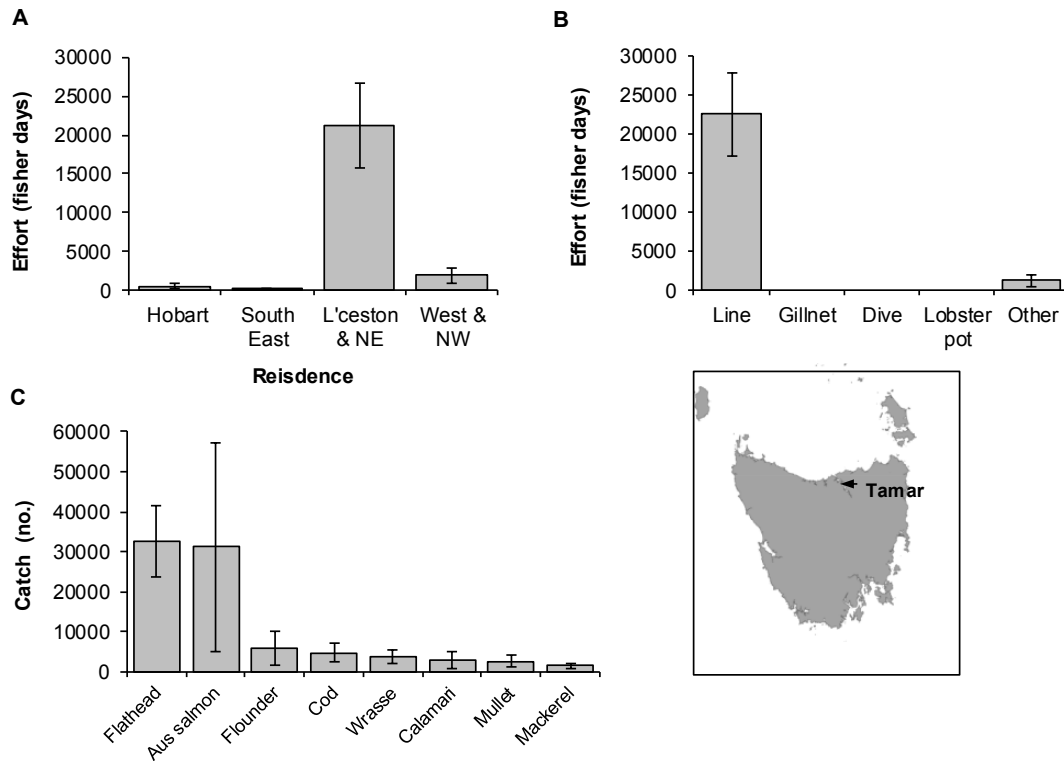 A
Effort (fisher days)
30000
25000
20000
15000
10000
5000
0
Hobart
South
East
L'ceston
& NE
West &
NW
Reisdence
B
Effort (fisher days)
30000
25000
20000
15000
10000
5000
0
Line
Gillnet
Dive
Lobster
pot
Other
C
Catch (no.)
60000
50000
40000
30000
20000
10000
0
Flathead
Aus salmon
Flounder
Cod
Wrasse
Calamari
Mullet
Mackerel
Tamar